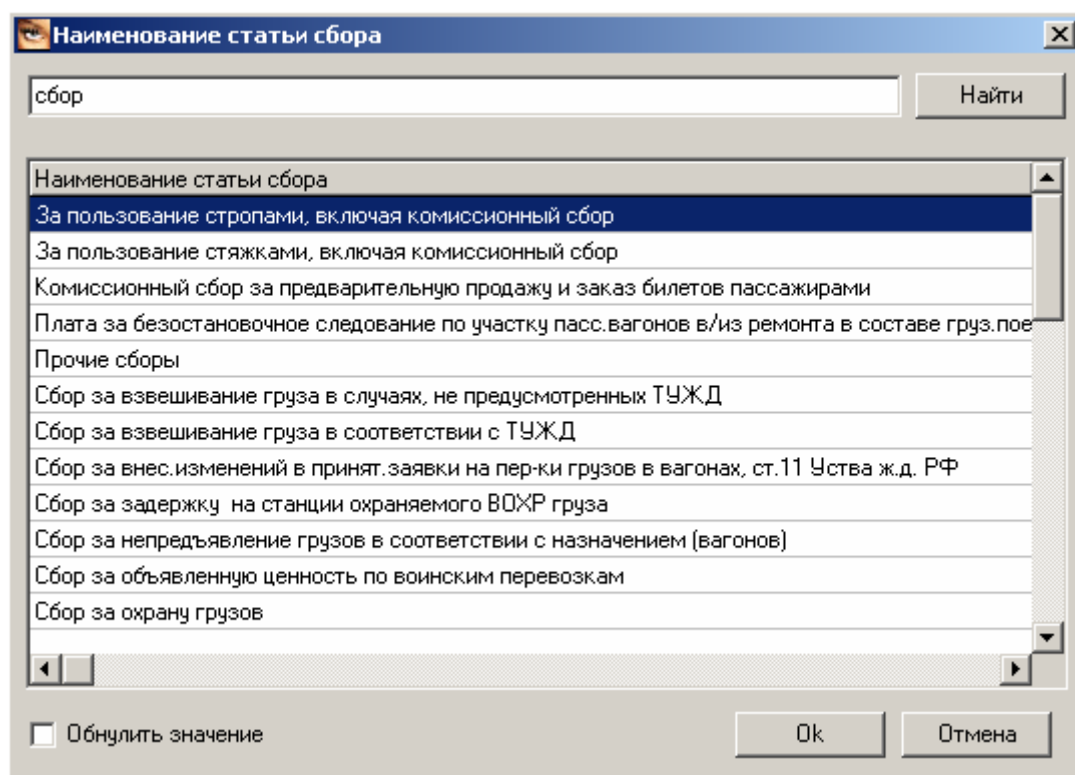 Наименование статьи сбора
сбор
Найти
Наименование статьи сбора
За пользование стропами, включая комиссионный сбор
За пользование стяжками, включая комиссионный сбор
Комиссионный сбор за предварительную продажу и заказ билетов пассажирами
Плата за безостановочное следование по участку пасс.вагонов в/из ремонта в составе груз.пое
Прочие сборы
Сбор за взвешивание груза в случаях, не предусмотренных ТУЖД
Сбор за взвешивание груза в соответствии с ТУЖД
Сбор за внес.изменений в принят.заявки на пер-ки грузов в вагонах, ст.11 Уства ж.д. РФ
Сбор за задержку  на станции охраняемого ВОХР груза
Сбор за непредъявление грузов в соответствии с назначением (вагонов)
Сбор за объявленную ценность по воинским перевозкам
Сбор за охрану грузов
Обнулить значение
Ok
Отмена